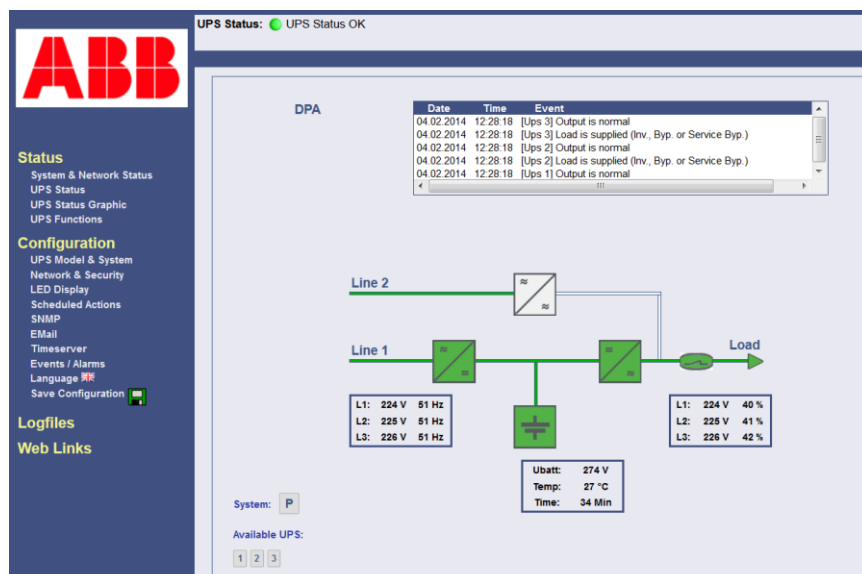 UPS Status: UPS Status OK
ABB
Status
System & Network Status
UPS Status
UPS Status Graphic
UPS Functions
Configuration
UPS Model & System
Network & Security
LED Display
Scheduled Actions
SNMP
EMail
Timeserver
Events / Alarms
Language
Save Configuration
Logfiles
Web Links
DPA
Date Time Event
04.02.2014 12:28:18 [Ups 3] Output is normal
04.02.2014 12:28:18 [Ups 3] Load is supplied (Inv., Byp. or Service Byp.)
04.02.2014 12:28:18 [Ups 2] Output is normal
04.02.2014 12:28:18 [Ups 2] Load is supplied (Inv., Byp. or Service Byp.)
04.02.2014 12:28:18 [Ups 1] Output is normal
Line 2
Line 1
Load
L1: 224 V 51 Hz
L2: 225 V 51 Hz
L3: 226 V 51 Hz
L1: 224 V 40 %
L2: 225 V 41 %
L3: 226 V 42 %
Ubatt: 274 V
Temp: 27 °C
Time: 34 Min
System: P
Available UPS:
1 2 3